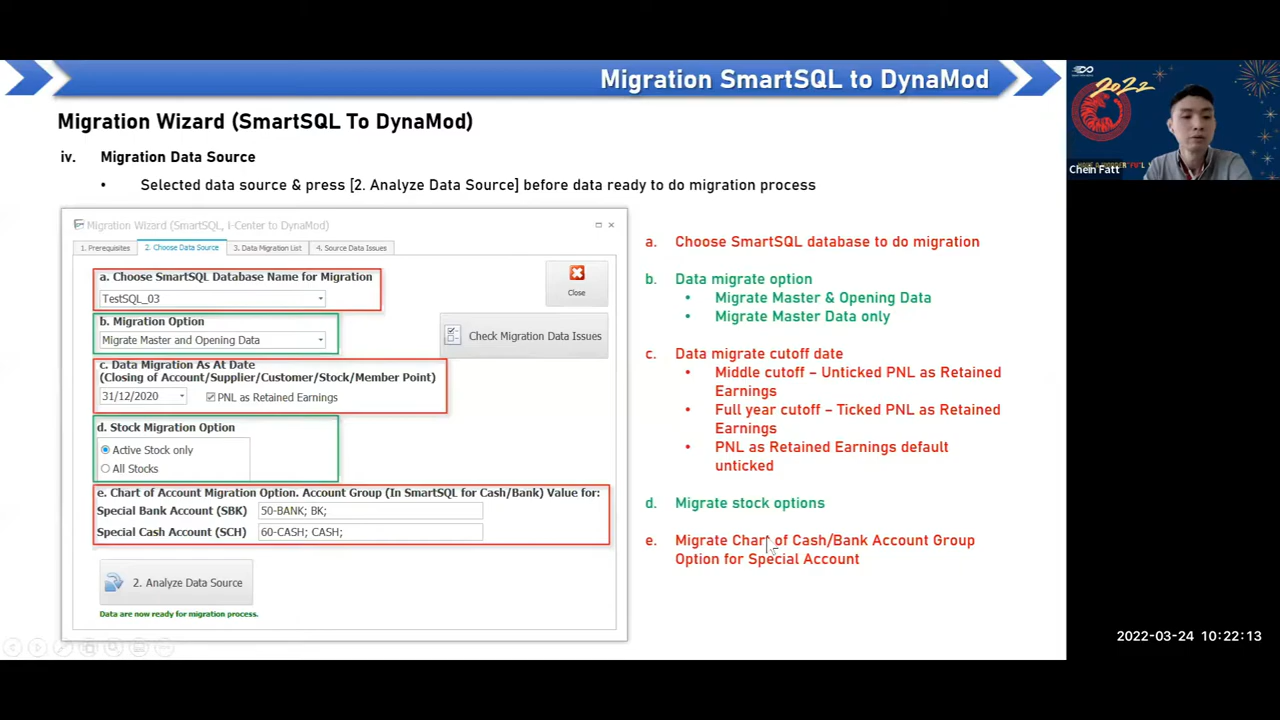 Migration SmartSQL to DynaMod
Migration Wizard (SmartSQL To DynaMod)
iv. Migration Data Source
• Selected data source & press [2. Analyze Data Source] before data ready to do migration process
Migration Wizard (SmartSQL, I-Center to DynaMod)
1. Prerequisites
2. Choose Data Source
3. Data Migration List
4. Source Data Issues
a. Choose SmartSQL Database Name for Migration
TestSQL_03
Close
b. Migration Option
Migrate Master and Opening Data
Check Migration Data Issues
c. Data Migration As At Date
(Closing of Account/Supplier/Customer/Stock/Member Point)
31/12/2020
PNL as Retained Earnings
d. Stock Migration Option
Active Stock only
All Stocks
e. Chart of Account Migration Option. Account Group (In SmartSQL for Cash/Bank) Value for:
Special Bank Account (SBK) 50-BANK; BK;
Special Cash Account (SCH) 60-CASH; CASH;
2. Analyze Data Source
Data are now ready for migration process.
a. Choose SmartSQL database to do migration
b. Data migrate option
• Migrate Master & Opening Data
• Migrate Master Data only
c. Data migrate cutoff date
• Middle cutoff – Unticked PNL as Retained
Earnings
• Full year cutoff – Ticked PNL as Retained
Earnings
• PNL as Retained Earnings default
unticked
d. Migrate stock options
e. Migrate Chart of Cash/Bank Account Group
Option for Special Account
2022
Chein Fatt
2022-03-24 10:22:13